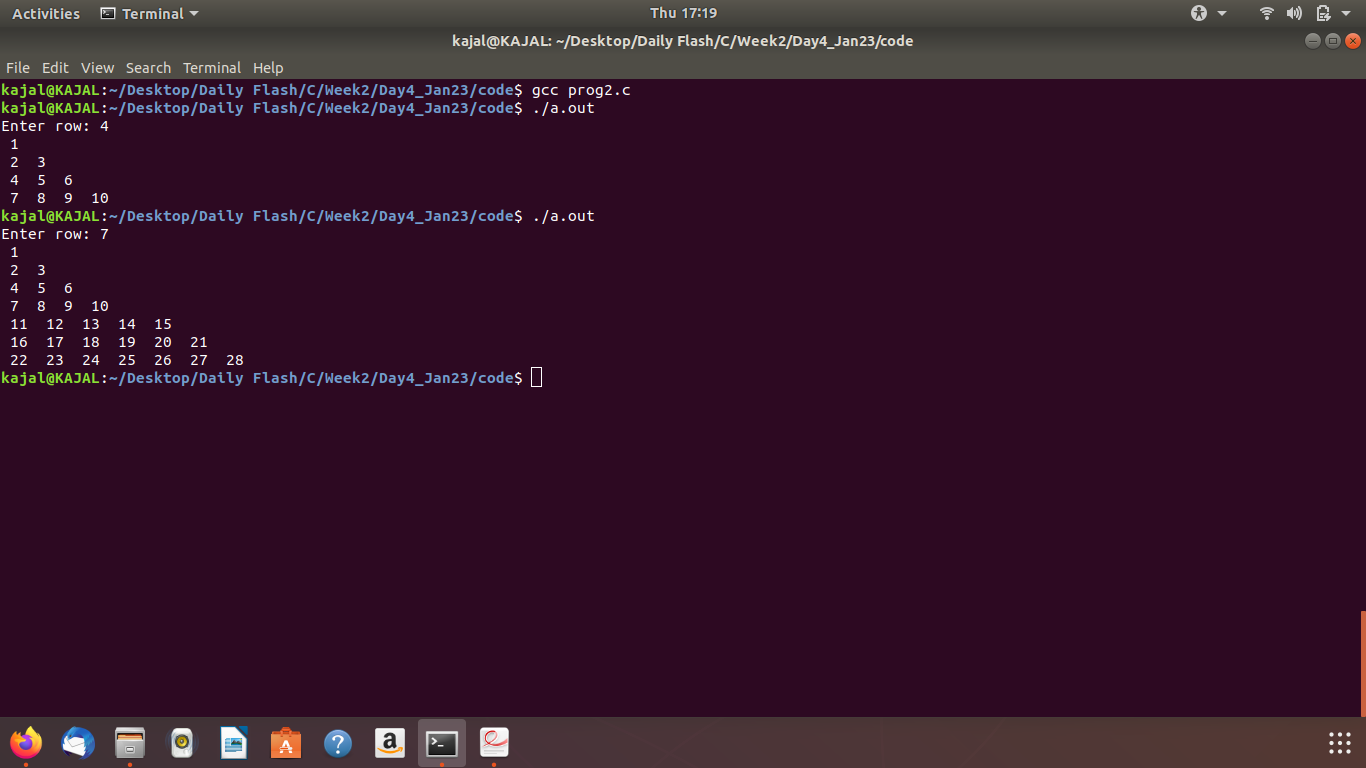 Activities Terminal Thu 17:19
kajal@KAJAL: ~/Desktop/Daily Flash/C/Week2/Day4_Jan23/code
File Edit View Search Terminal Help
kajal@KAJAL:~/Desktop/Daily Flash/C/Week2/Day4_Jan23/code$ gcc prog2.c
kajal@KAJAL:~/Desktop/Daily Flash/C/Week2/Day4_Jan23/code$ ./a.out
Enter row: 4
 1
 2  3
 4  5  6
 7  8  9  10
kajal@KAJAL:~/Desktop/Daily Flash/C/Week2/Day4_Jan23/code$ ./a.out
Enter row: 7
 1
 2  3
 4  5  6
 7  8  9  10
 11  12  13  14  15
 16  17  18  19  20  21
 22  23  24  25  26  27  28
kajal@KAJAL:~/Desktop/Daily Flash/C/Week2/Day4_Jan23/code$